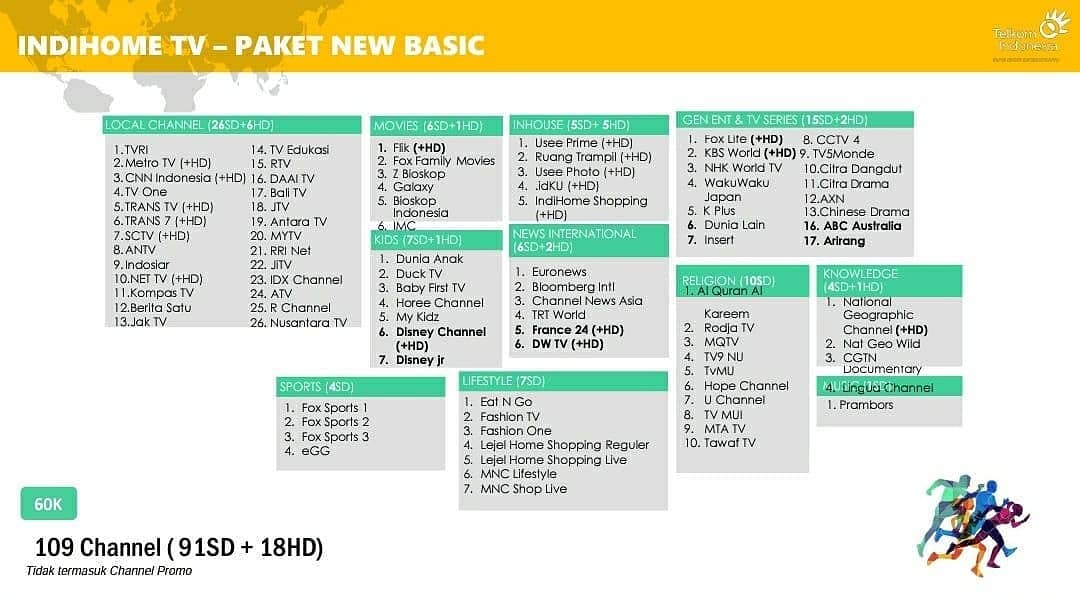 INDIHOME TV – PAKET NEW BASIC
Telkom
Indonesia
LOCAL CHANNEL (26SD+6HD)
1.TVRI
2.Metro TV (+HD)
3.CNN Indonesia (+HD)
4.TV One
5.TRANS TV (+HD)
6.TRANS 7 (+HD)
7.SCTV (+HD)
8.ANTV
9.Indosiar
10.NET TV (+HD)
11.Kompas TV
12.Berita Satu
13.Jak TV
14. TV Edukasi
15. RTV
16. DAAI TV
17. Bali TV
18. JTV
19. Antara TV
20. MYTV
21. RRI Net
22. JiTV
23. IDX Channel
24. ATV
25. R Channel
26. Nusantara TV
MOVIES (6SD+1HD)
1. Flik (+HD)
2. Fox Family Movies
3. Z Bioskop
4. Galaxy
5. Bioskop
Indonesia
6. IMC
KIDS (7SD+1HD)
1. Dunia Anak
2. Duck TV
3. Baby First TV
4. Horee Channel
5. My Kidz
6. Disney Channel
(+HD)
7. Disney jr
INHOUSE (5SD+ 5HD)
1. Usee Prime (+HD)
2. Ruang Trampil (+HD)
3. Usee Photo (+HD)
4. .idKU (+HD)
5. IndiHome Shopping
(+HD)
NEWS INTERNATIONAL
(6SD+2HD)
1. Euronews
2. Bloomberg Intl
3. Channel News Asia
4. TRT World
5. France 24 (+HD)
6. DW TV (+HD)
GEN ENT & TV SERIES (15SD+2HD)
1. Fox Lite (+HD)
2. KBS World (+HD)
3. NHK World TV
4. WakuWaku
Japan
5. K Plus
6. Dunia Lain
7. Insert
8. CCTV 4
9. TV5Monde
10.Citra Dangdut
11.Citra Drama
12.AXN
13.Chinese Drama
16. ABC Australia
17. Arirang
RELIGION (10SD)
1. Al Quran Al
Kareem
2. Rodja TV
3. MQTV
4. TV9 NU
5. TvMU
6. Hope Channel
7. U Channel
8. TV MUI
9. MTA TV
10. Tawaf TV
KNOWLEDGE
(4SD+1HD)
1. National
Geographic
Channel (+HD)
2. Nat Geo Wild
3. CGTN
Documentary
4. Lingua Channel
MUSIC (1SD)
1. Prambors
SPORTS (4SD)
1. Fox Sports 1
2. Fox Sports 2
3. Fox Sports 3
4. eGG
LIFESTYLE (7SD)
1. Eat N Go
2. Fashion TV
3. Fashion One
4. Lejel Home Shopping Reguler
5. Lejel Home Shopping Live
6. MNC Lifestyle
7. MNC Shop Live
60K
109 Channel ( 91SD + 18HD)
Tidak termasuk Channel Promo